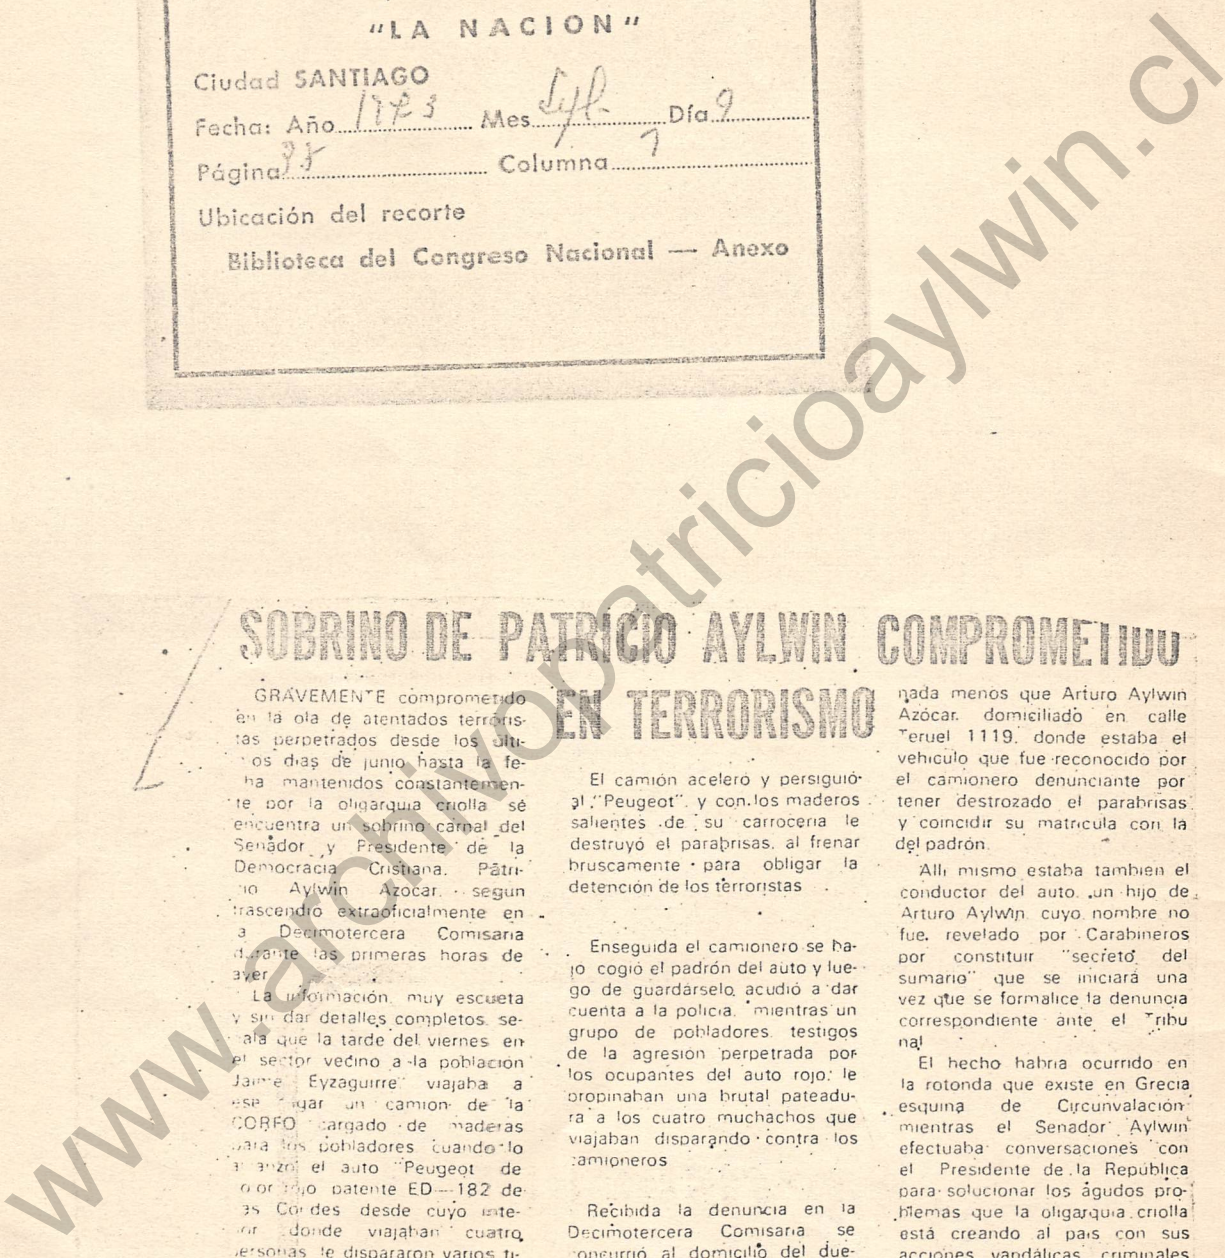 "LA NACION"
Ciudad SANTIAGO
Fecha: Año 1973 Mes Día 9
Página Columna 7
Ubicación del recorte
Biblioteca del Congreso Nacional — Anexo
SOBRINO DE PATRICIO AYLWIN COMPROMETIDO
EN TERRORISMO
GRAVEMENTE comprometido
en la ola de atentados terroris-
tas perpetrados desde los últi-
os días de junio hasta la fe-
ha mantenidos constantemen-
te por la oligarquía criolla se
encuentra un sobrino carnal del
Senador y Presidente de la
Democracia Cristiana, Patri-
io Aylwin Azocar, según
trascendió extraoficialmente en
a Decimotercera Comisaria
durante las primeras horas de
ayer
La información, muy escueta
y sin dar detalles completos, se-
ala que la tarde del viernes en
el sector vecino a la población
"Jaime Eyzaguirre" viajaba a
ese lugar un camión de la
CORFO cargado de maderas
para los pobladores cuando lo
alcanzó el auto "Peugeot" de
olor rojo patente ED—182 de
as Condes desde cuyo inte-
ior donde viajaban cuatro
ersonas le dispararon varios ti-
El camión aceleró y persiguió
al "Peugeot" y con los maderos
salientes de su carrocería le
destruyó el parabrisas, al frenar
bruscamente para obligar la
detención de los terroristas
Enseguida el camionero se ba-
jo cogió el padrón del auto y lue-
go de guardárselo, acudió a dar
cuenta a la policía, mientras un
grupo de pobladores, testigos
de la agresión perpetrada por
los ocupantes del auto rojo, le
propinaban una brutal pateadu-
ra a los cuatro muchachos que
viajaban disparando contra los
camioneros
Recibida la denuncia en la
Decimotercera Comisaría se
concurrió al domicilio del due-
nada menos que Arturo Aylwin
Azócar, domiciliado en calle
Teruel 1119, donde estaba el
vehículo que fue reconocido por
el camionero denunciante por
tener destrozado el parabrisas
y coincidir su matrícula con la
del padrón.
Allí mismo estaba también el
conductor del auto, un hijo de
Arturo Aylwin, cuyo nombre no
fue, revelado por Carabineros
por constituir "secreto del
sumario" que se iniciará una
vez que se formalice la denuncia
correspondiente ante el Tribu
nal
El hecho habría ocurrido en
la rotonda que existe en Grecia
esquina de Circunvalación
mientras el Senador Aylwin
efectuaba conversaciones con
el Presidente de la República
para solucionar los agudos pro-
blemas que la oligarquía criolla
está creando al país con sus
acciones vandálicas criminales
www.archivopatricioaylwin.cl